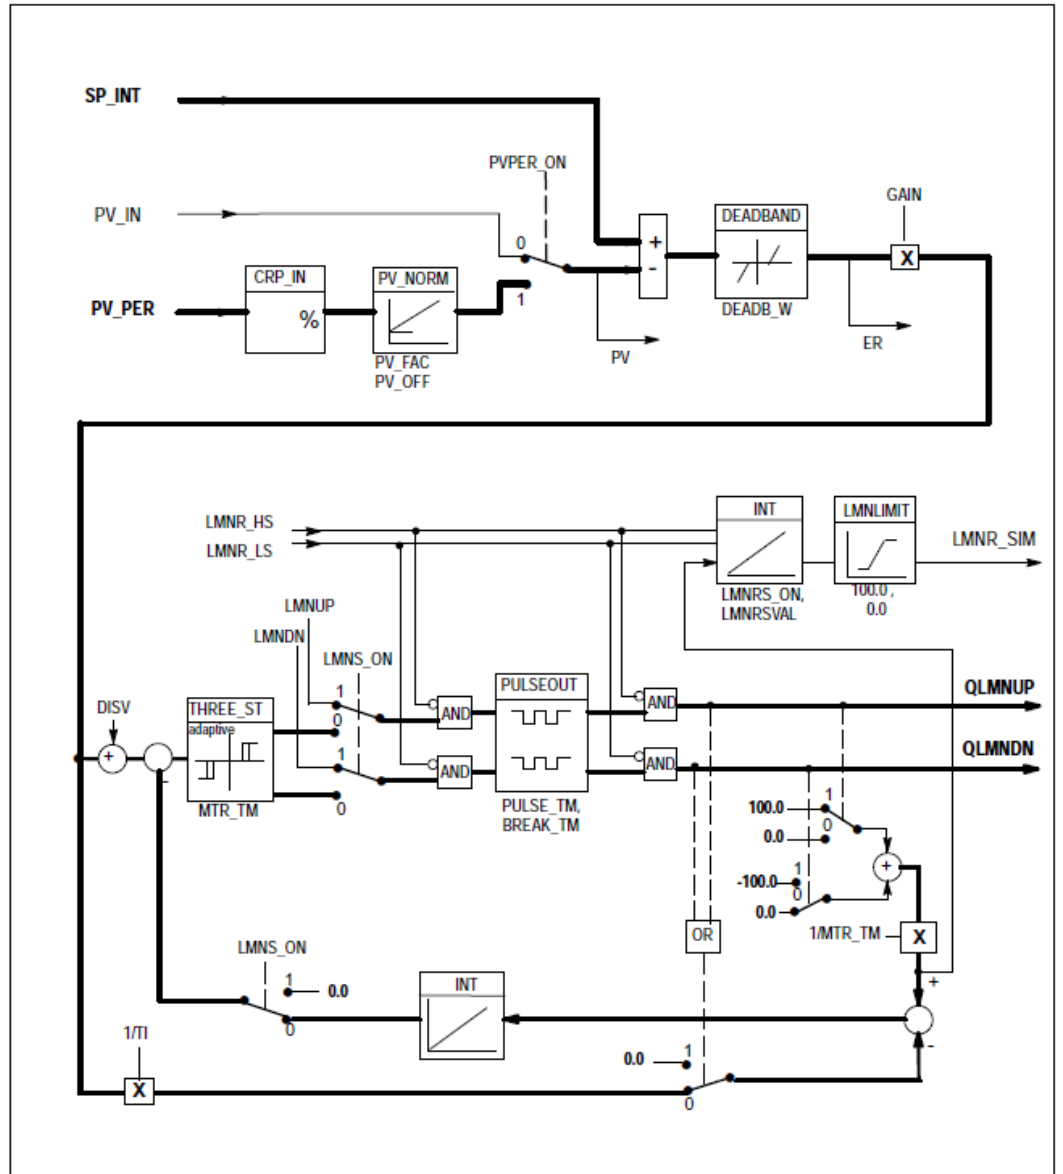 SP_INT
PVPER_ON
GAIN
PV_IN
0
+
-
DEADBAND
X
CRP_IN
PV_NORM
PV_PER
%
1
DEADB_W
PV
ER
PV_FAC
PV_OFF
LMNR_HS
LMNR_LS
INT
LMNLIMIT
LMNR_SIM
LMNRS_ON,
LMNRSVAL
100.0 ,
0.0
LMNUP
LMNDN
LMNS_ON
PULSEOUT
QLMNUP
DISV
THREE_ST
adaptive
1
0
AND
AND
QLMNDN
+
-
1
0
AND
AND
MTR_TM
PULSE_TM,
BREAK_TM
100.0
1
0
0.0
+
-100.0
1
0
0.0
OR
1/MTR_TM
X
LMNS_ON
+
1
0.0
0
INT
-
1/TI
0.0
1
X
0